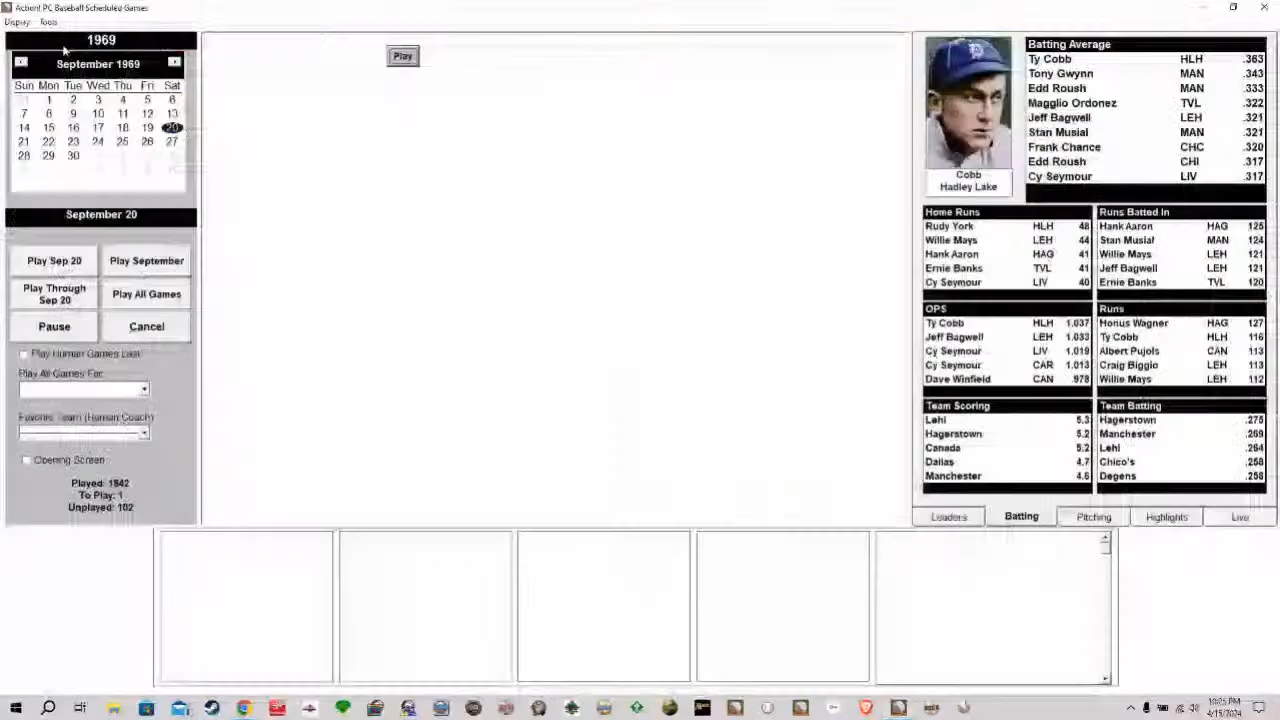 Action! PC Baseball Scheduled Games
Display Tools
1969
September 1969
Sun Mon Tue Wed Thu Fri Sat
1 2 3 4 5 6
7 8 9 10 11 12 13
14 15 16 17 18 19 20
21 22 23 24 25 26 27
28 29 30
September 20
Play Sep 20 Play September
Play Through Sep 20 Play All Games
Pause Cancel
Play Human Games Last
Play All Games For:
Favorite Team (Human Coach)
Opening Screen
Played: 1842
To Play: 1
Unplayed: 102
Play
Cobb
Hadley Lake
Batting Average
Ty Cobb HLH .363
Tony Gwynn MAN .343
Edd Roush MAN .333
Magglio Ordonez TVL .322
Jeff Bagwell LEH .321
Stan Musial MAN .321
Frank Chance CHC .320
Edd Roush CHI .317
Cy Seymour LIV .317
Home Runs
Rudy York HLH 48
Willie Mays LEH 44
Hank Aaron HAG 41
Ernie Banks TVL 41
Cy Seymour LIV 40
Runs Batted In
Hank Aaron HAG 125
Stan Musial MAN 124
Willie Mays LEH 121
Jeff Bagwell LEH 121
Ernie Banks TVL 120
OPS
Ty Cobb HLH 1.037
Jeff Bagwell LEH 1.033
Cy Seymour LIV 1.019
Cy Seymour CAR 1.013
Dave Winfield CAN .978
Runs
Honus Wagner HAG 127
Ty Cobb HLH 116
Albert Pujols CAN 113
Craig Biggio LEH 113
Willie Mays LEH 112
Team Scoring
Lehi 5.3
Hagerstown 5.2
Canada 5.2
Dallas 4.7
Manchester 4.6
Team Batting
Hagerstown .275
Manchester .269
Lehi .264
Chico's .258
Degens .258
Leaders Batting Pitching Highlights Live
10:25 PM
4/15/2024